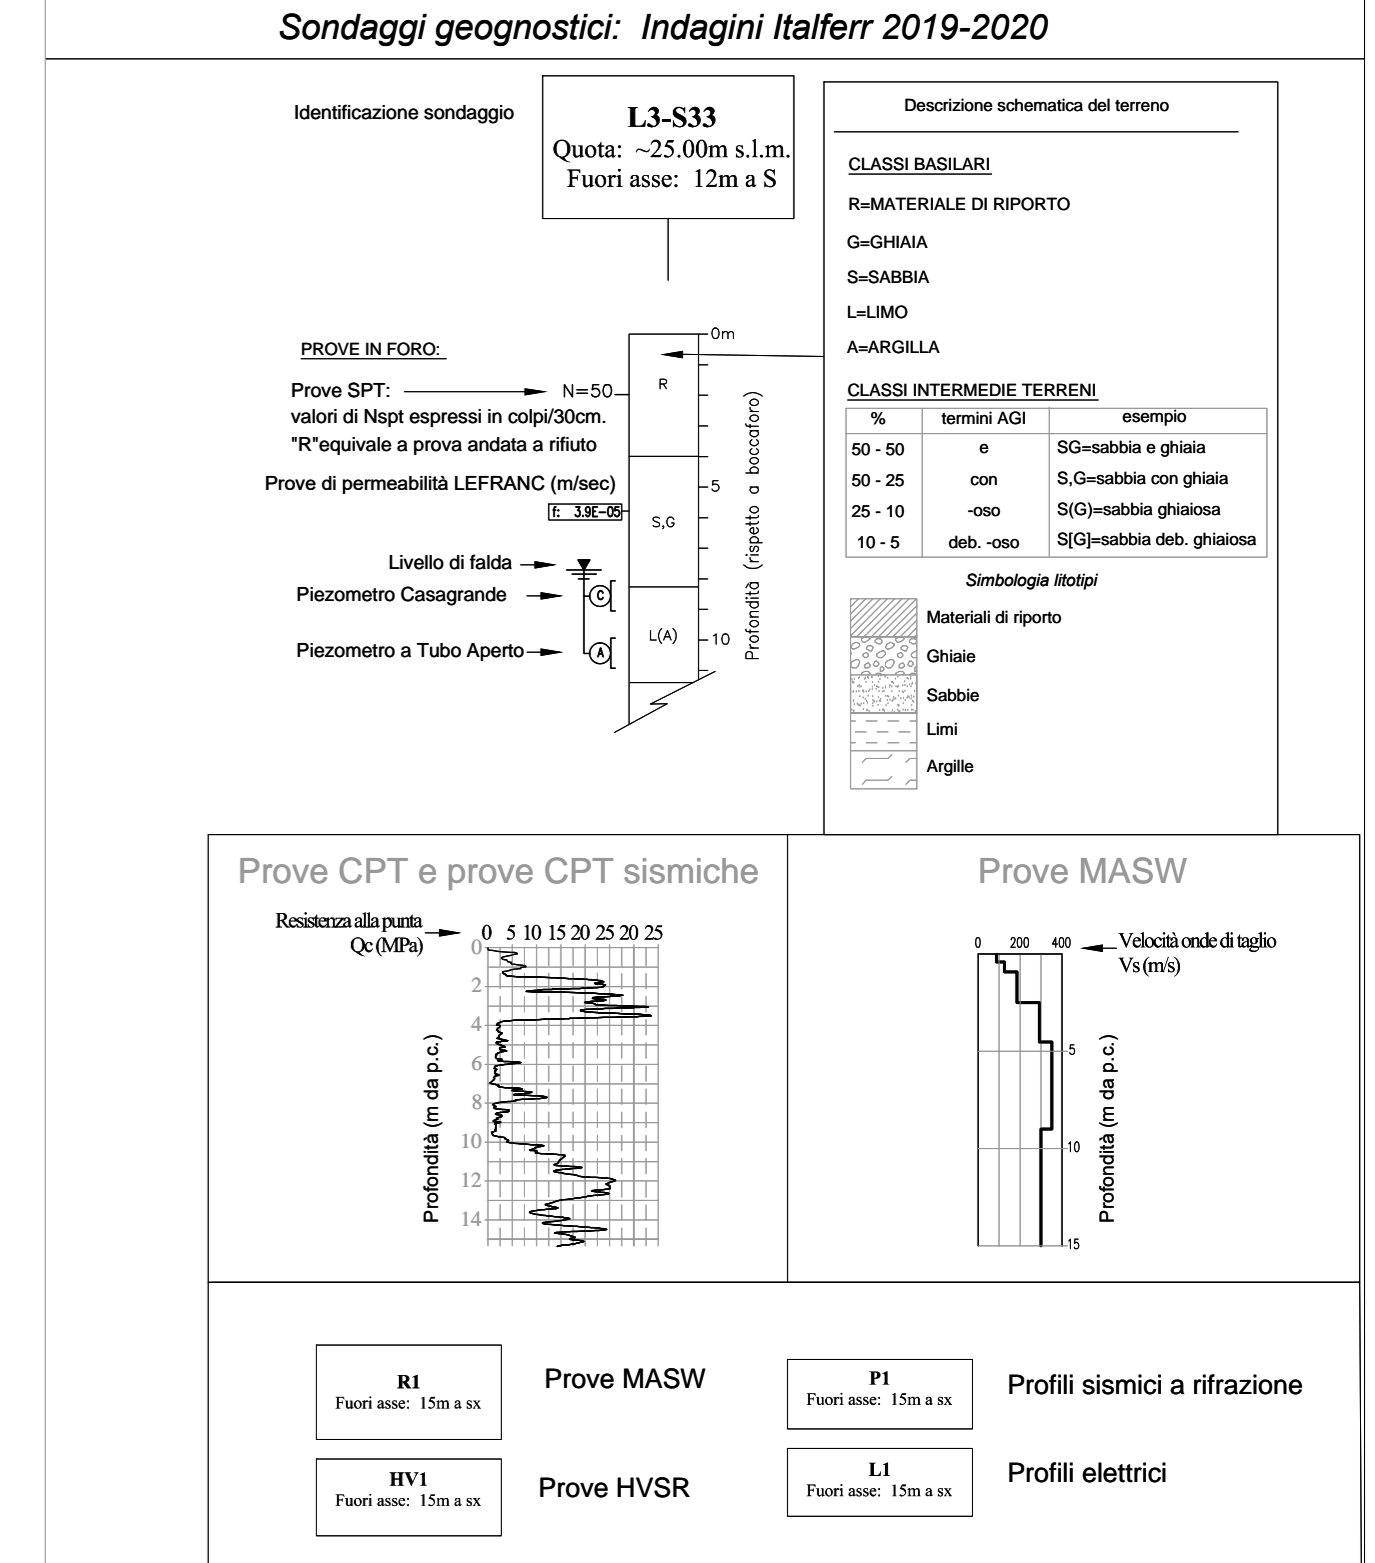 Sondaggi geognostici: Indagini Italferr 2019-2020
Identificazione sondaggio
L3-S33
Quota: ~25.00m s.l.m.
Fuori asse: 12m a S
Descrizione schematica del terreno
CLASSI BASILARI
R=MATERIALE DI RIPORTO
G=GHIAIA
S=SABBIA
L=LIMO
A=ARGILLA
CLASSI INTERMEDIE TERRENI
% termini AGI esempio
50 - 50 e SG=sabbia e ghiaia
50 - 25 con S,G=sabbia con ghiaia
25 - 10 -oso S(G)=sabbia ghiaiosa
10 - 5 deb. -oso S[G]=sabbia deb. ghiaiosa
Simbologia litotipi
Materiali di riporto
Ghiaie
Sabbie
Limi
Argille
PROVE IN FORO:
Prove SPT:
N=50
valori di Nspt espressi in colpi/30cm.
"R"equivale a prova andata a rifiuto
Prove di permeabilità LEFRANC (m/sec)
f: 3.9E-05
Livello di falda
Piezometro Casagrande
C
Piezometro a Tubo Aperto
A
R
S,G
L(A)
0m
5
10
Profondità (rispetto a boccaforo)
Prove CPT e prove CPT sismiche
Resistenza alla punta
Qc (MPa)
0 5 10 15 20 25 20 25
0
2
4
6
8
10
12
14
Profondità (m da p.c.)
Prove MASW
0 200 400
Velocità onde di taglio
Vs (m/s)
5
10
15
Profondità (m da p.c.)
R1
Fuori asse: 15m a sx
Prove MASW
P1
Fuori asse: 15m a sx
Profili sismici a rifrazione
HV1
Fuori asse: 15m a sx
Prove HVSR
L1
Fuori asse: 15m a sx
Profili elettrici